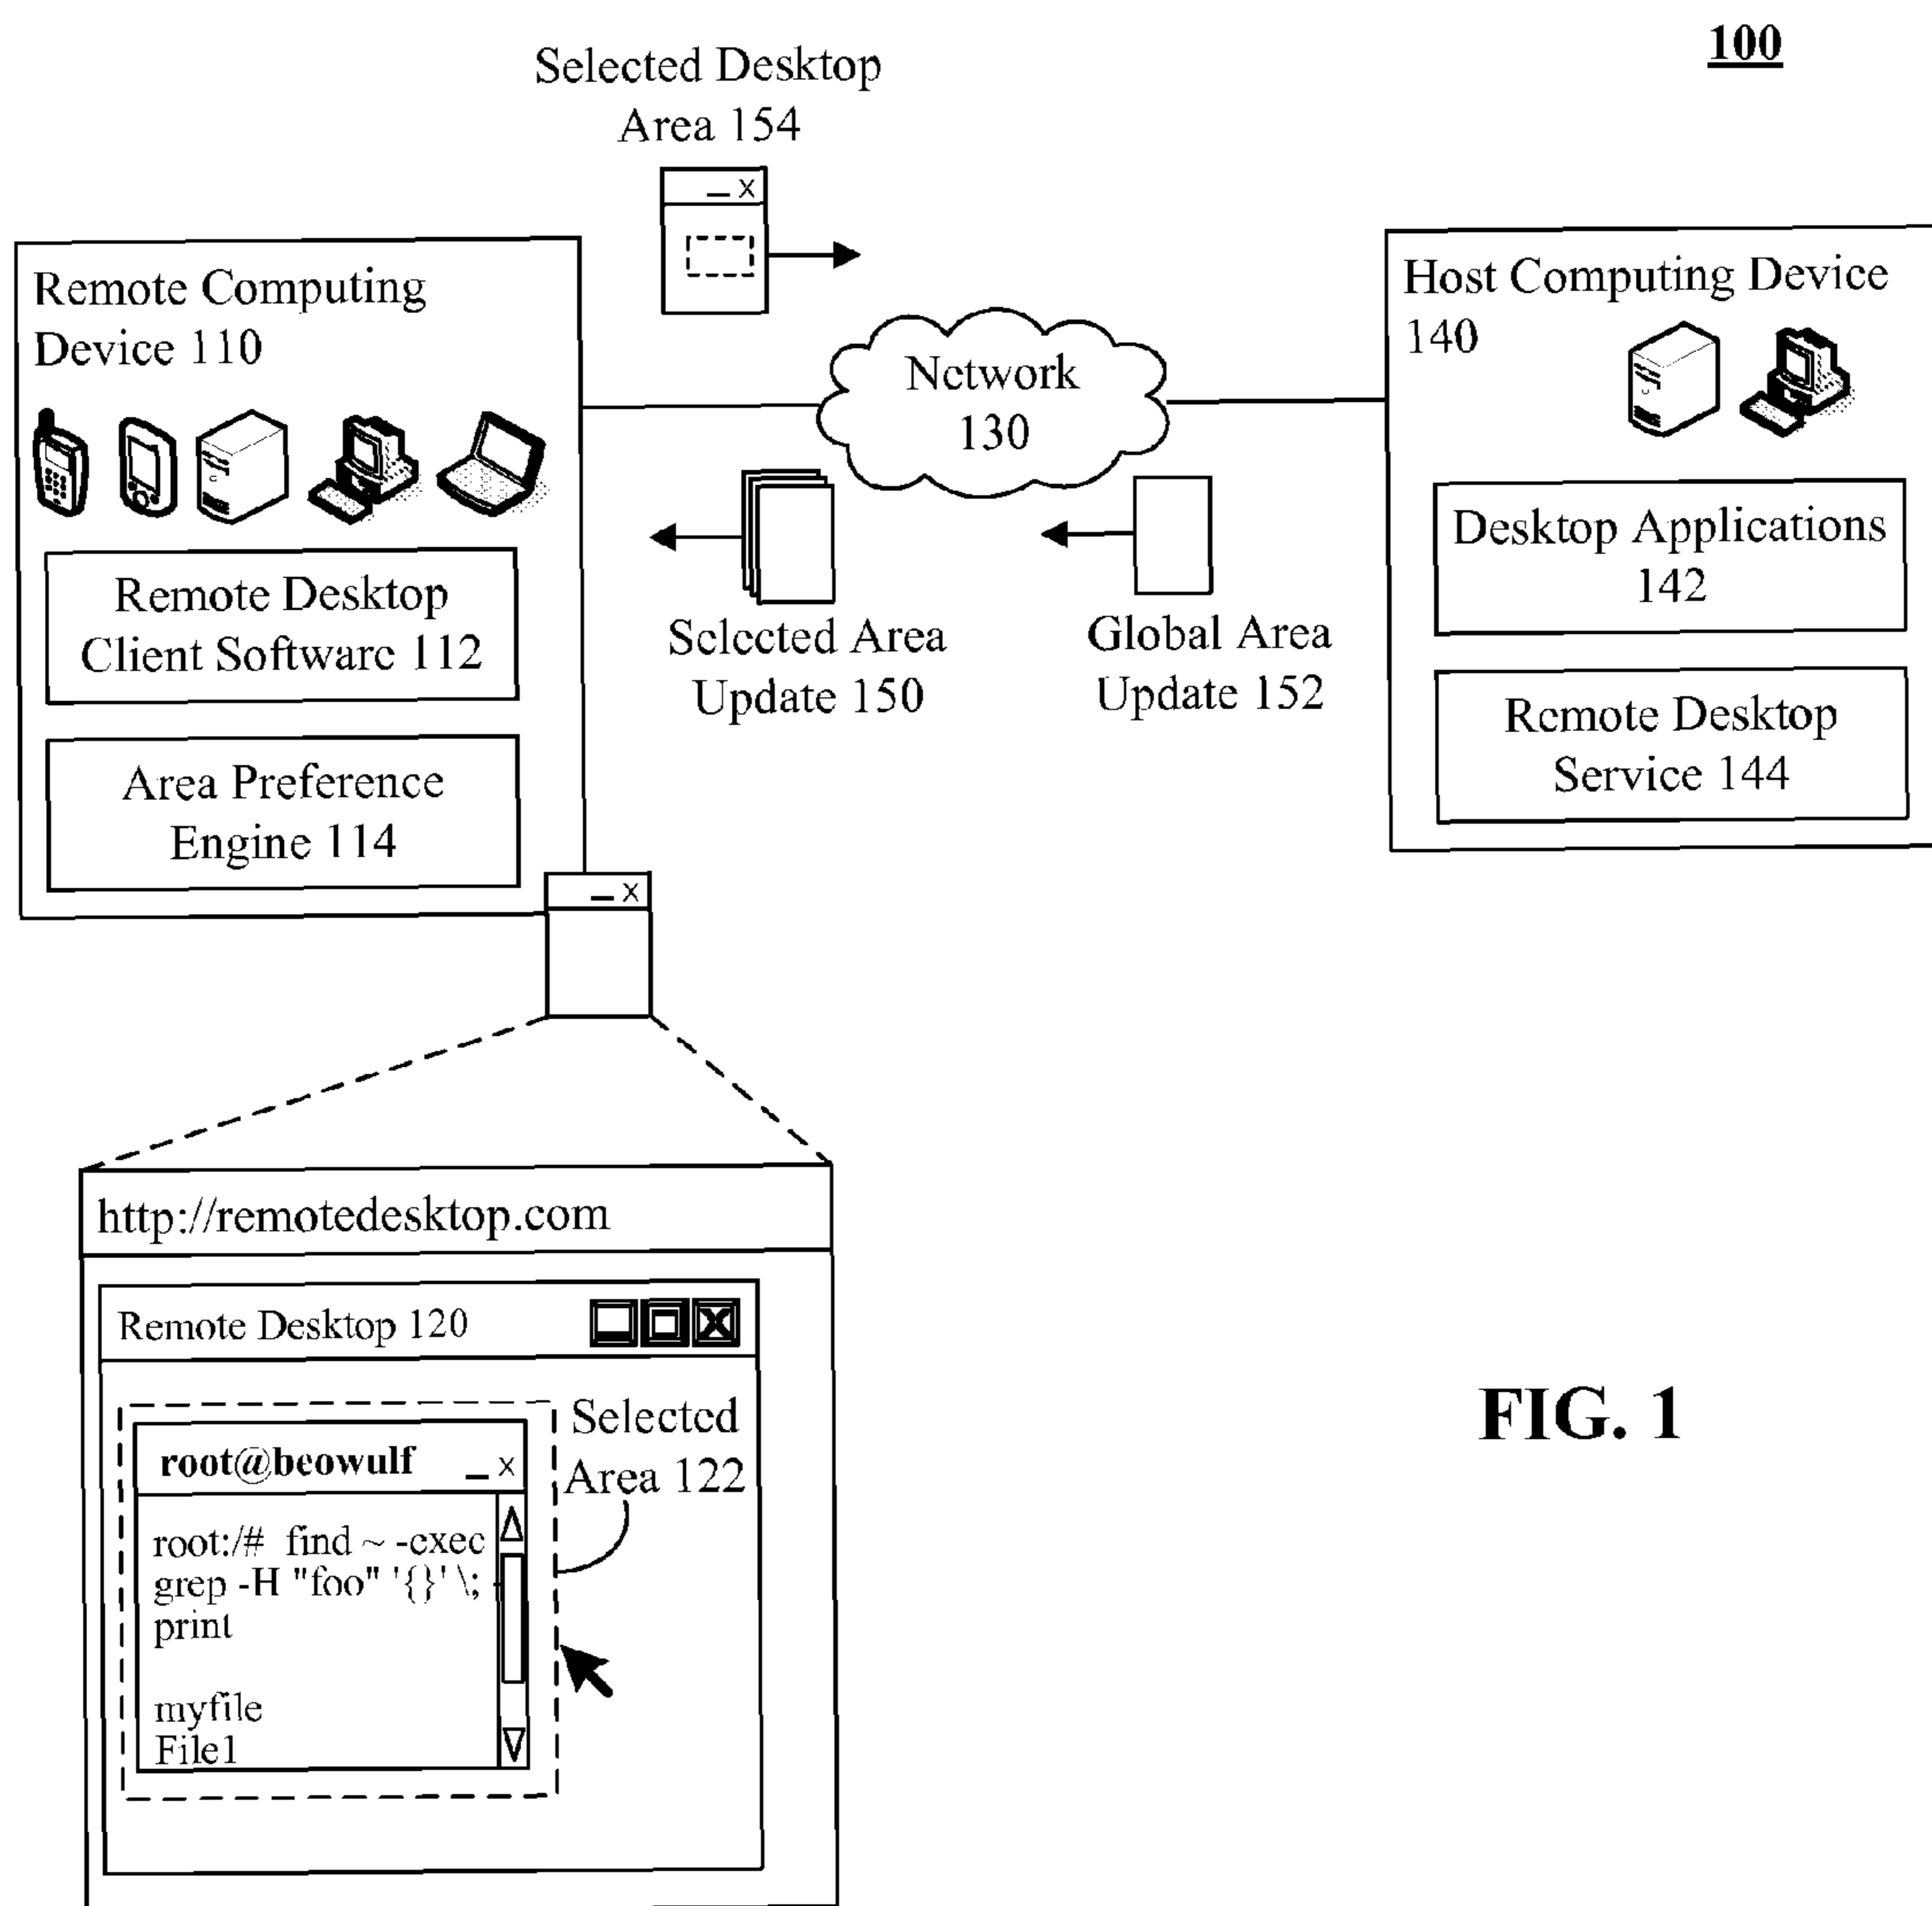 100
Selected Desktop
Area 154
_ x
Remote Computing
Device 110
Remote Desktop
Client Software 112
Area Preference
Engine 114
Network
130
Selected Area
Update 150
Global Area
Update 152
Host Computing Device
140
Desktop Applications
142
Remote Desktop
Service 144
_ x
http://remotedesktop.com
Remote Desktop 120
X
Selected
Area 122
root@beowulf
_ x
root:/# find ~ -exec
grep -H "foo" '{}' \; -
print
myfile
File1
FIG. 1